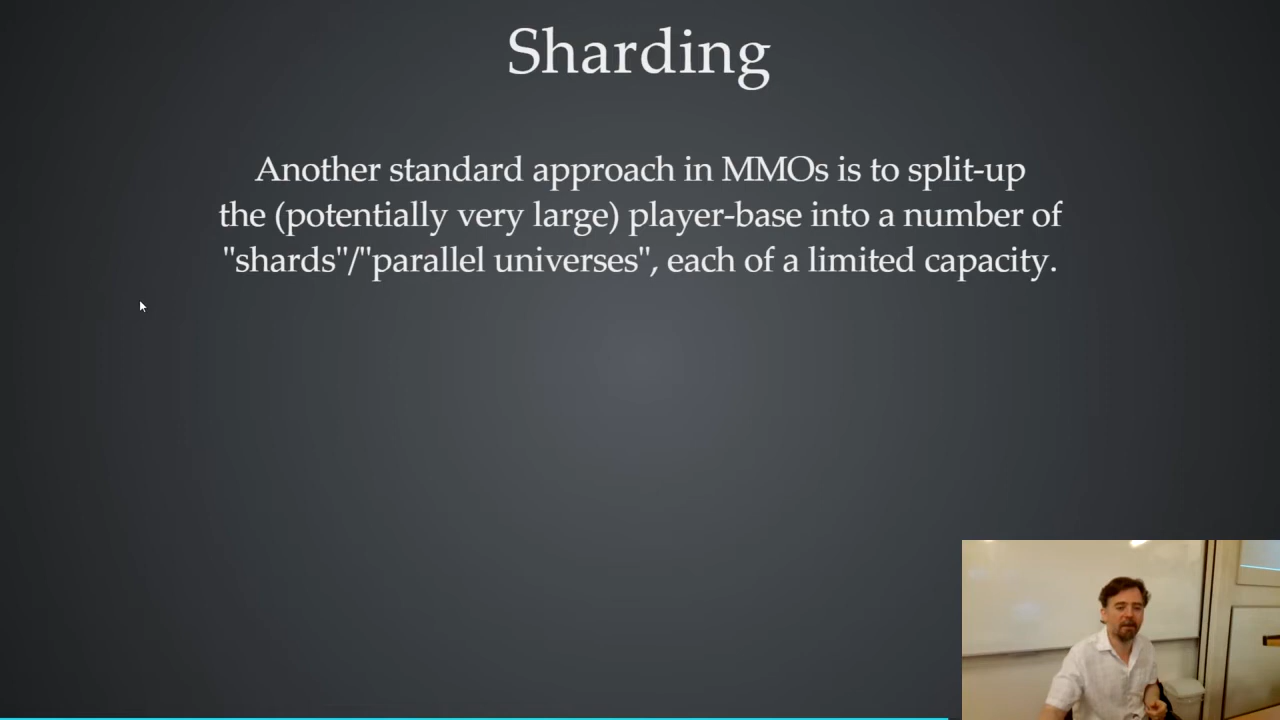 Sharding
Another standard approach in MMOs is to split-up
the (potentially very large) player-base into a number of
"shards"/"parallel universes", each of a limited capacity.